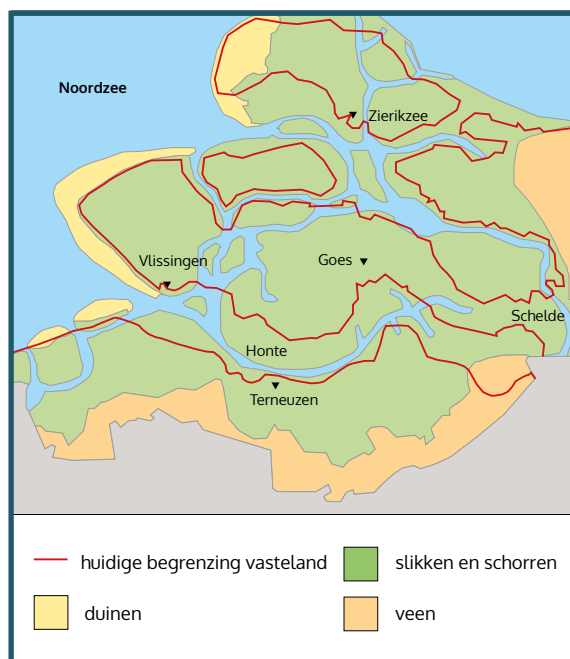 Noordzee
Zierikzee
Vlissingen
Goes
Schelde
Honte
Terneuzen
huidige begrenzing vasteland
slikken en schorren
duinen
veen